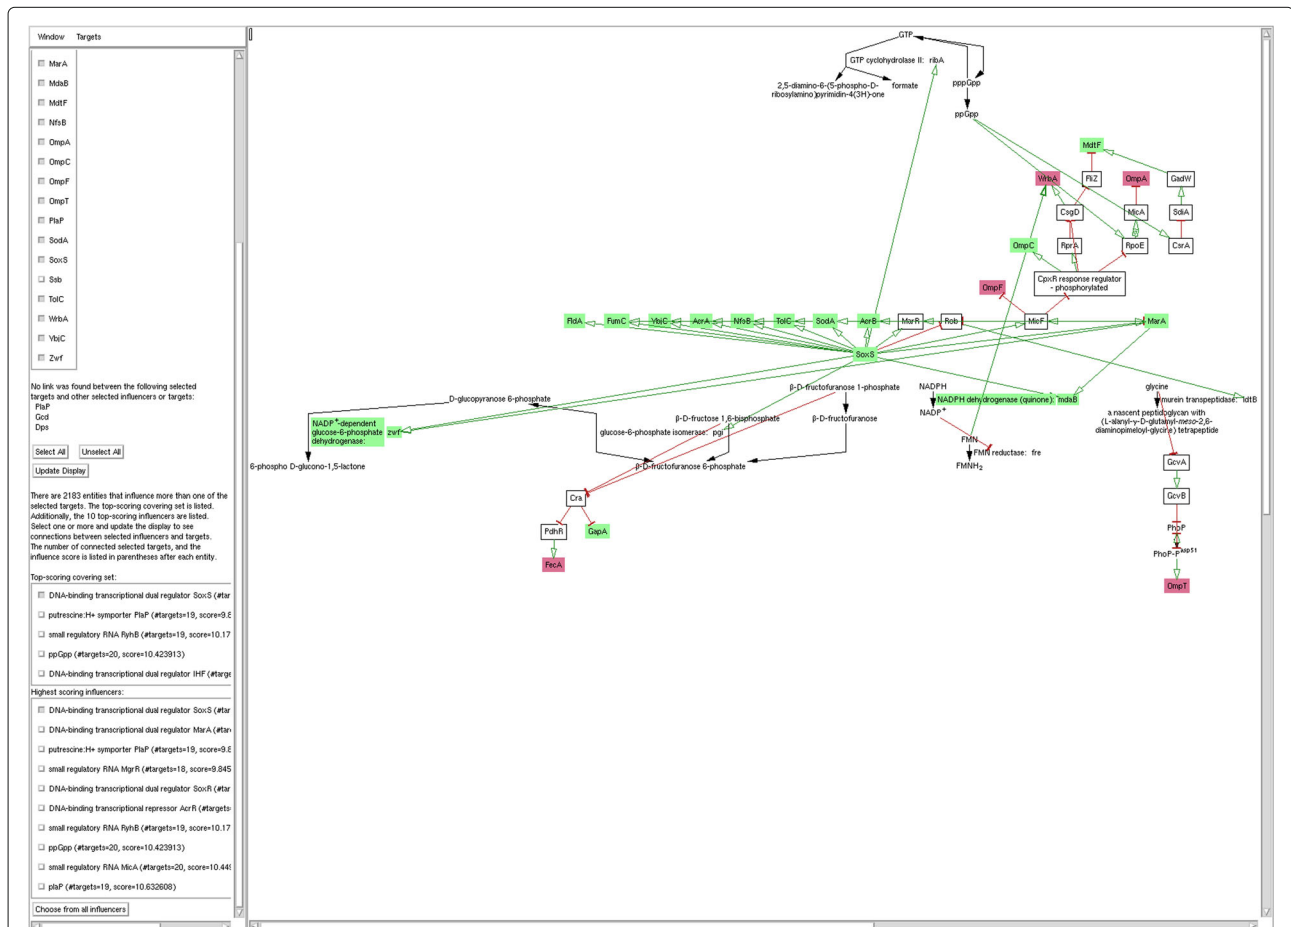 Window Targets
MarA
MdaB
MdtF
NfsB
OmpA
OmpC
OmpF
OmpT
PlaP
SodA
SoxS
Ssb
TolC
WrbA
YbjC
Zwf
No link was found between the following selected
targets and other selected influencers or targets:
PlaP
Gcd
Dps
Select All Unselect All
Update Display
There are 2183 entities that influence more than one of the
selected targets. The top-scoring covering set is listed.
Additionally, the 10 top-scoring influencers are listed.
Select one or more and update the display to see
connections between selected influencers and targets.
The number of connected selected targets, and the
influence score is listed in parentheses after each entity.
Top-scoring covering set:
DNA-binding transcriptional dual regulator SoxS (#tar
putrescine:H+ symporter PlaP (#targets=19, score=9.8
small regulatory RNA RyhB (#targets=19, score=10.17
ppGpp (#targets=20, score=10.423913)
DNA-binding transcriptional dual regulator IHF (#targe
Highest scoring influencers:
DNA-binding transcriptional dual regulator SoxS (#tar
DNA-binding transcriptional dual regulator MarA (#tar
putrescine:H+ symporter PlaP (#targets=19, score=9.8
small regulatory RNA MgrR (#targets=18, score=9.845
DNA-binding transcriptional dual regulator SoxR (#tar
DNA-binding transcriptional repressor AcrR (#targets
small regulatory RNA RyhB (#targets=19, score=10.17
ppGpp (#targets=20, score=10.423913)
small regulatory RNA MicA (#targets=20, score=10.449
plaP (#targets=19, score=10.632608)
Choose from all influencers
GTP
GTP cyclohydrolase II: ribA
2,5-diamino-6-(5-phospho-D-
ribosylamino)pyrimidin-4(3H)-one
formate
pppGpp
ppGpp
MdtF
WrbA
FliZ
OmpA
GadW
CsgD
MicA
SdiA
OmpC
RprA
RpoE
CsrA
CpxR response regulator
- phosphorylated
OmpF
FldA
FumC
YbjC
AcrA
NfsB
TolC
SodA
AcrB
MarR
Rob
MicF
MarA
SoxS
D-glucopyranose 6-phosphate
β-D-fructofuranose 1-phosphate
NADPH
NADPH dehydrogenase (quinone): mdaB
glycine
murein transpeptidase: ldtB
NADP+-dependent
glucose-6-phosphate
dehydrogenase:
zwf
β-D-fructose 1,6-bisphosphate
glucose-6-phosphate isomerase: pgi
β-D-fructofuranose
NADP+
a nascent peptidoglycan with
(L-alanyl-γ-D-glutamyl-meso-2,6-
diaminopimeloyl-glycine) tetrapeptide
FMN
FMN reductase: fre
FMNH2
6-phospho D-glucono-1,5-lactone
β-D-fructofuranose 6-phosphate
GcvA
GcvB
Cra
PdhR
GapA
FecA
PhoP
PhoP-Pasp51
OmpT